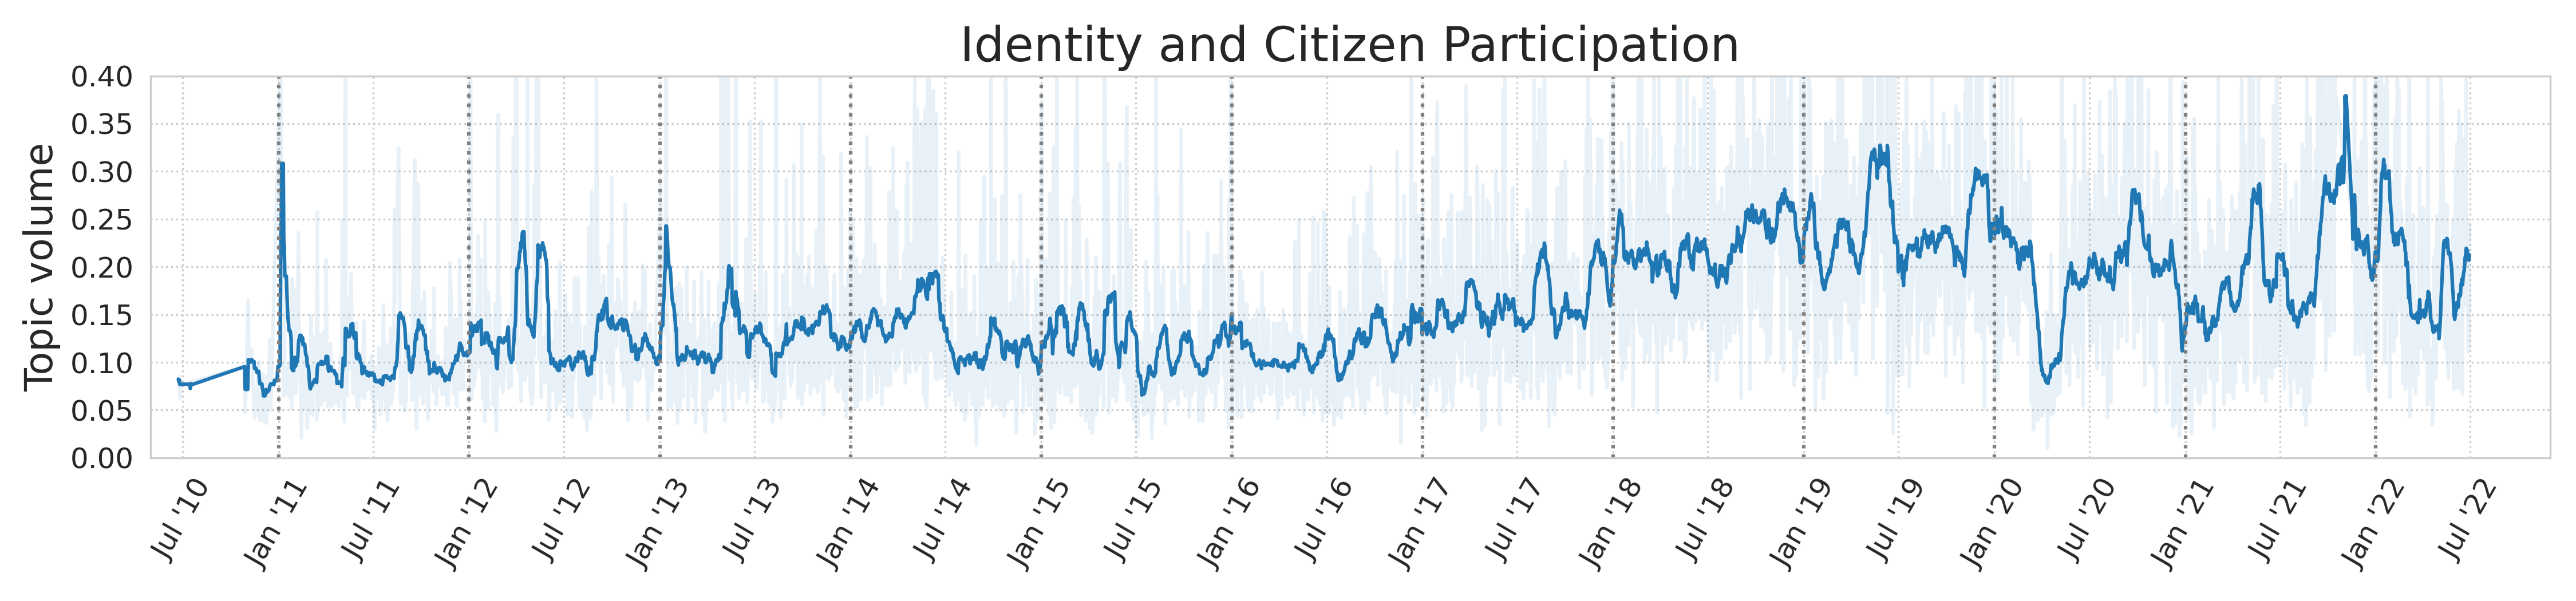 Identity and Citizen Participation
Topic volume
0.40
0.35
0.30
0.25
0.20
0.15
0.10
0.05
0.00
Jul '10
Jan '11
Jul '11
Jan '12
Jul '12
Jan '13
Jul '13
Jan '14
Jul '14
Jan '15
Jul '15
Jan '16
Jul '16
Jan '17
Jul '17
Jan '18
Jul '18
Jan '19
Jul '19
Jan '20
Jul '20
Jan '21
Jul '21
Jan '22
Jul '22